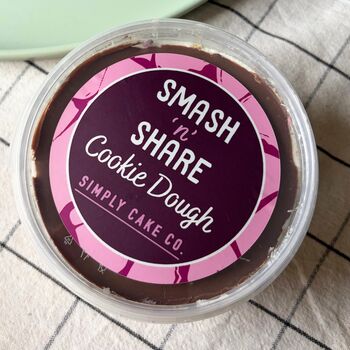 SMASH
'n'
SHARE
Cookie Dough
SIMPLY CAKE CO.